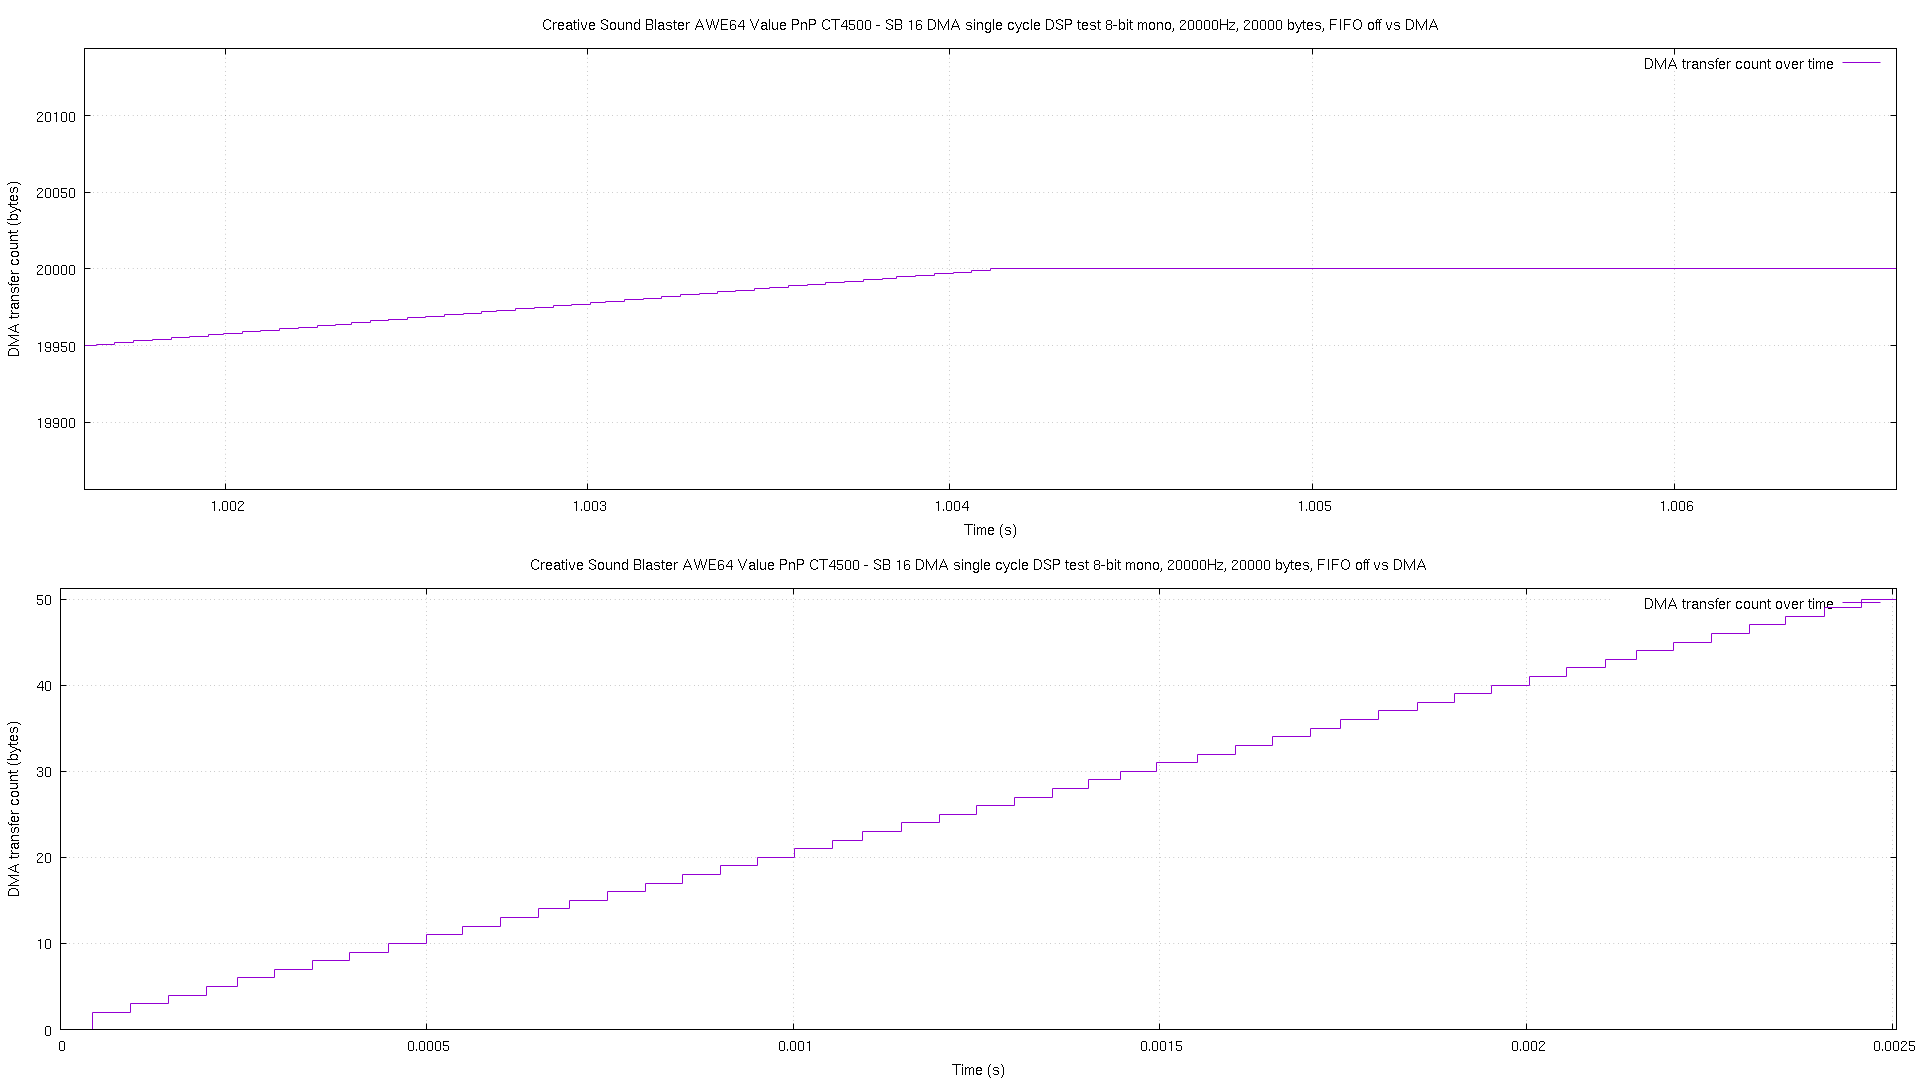 Creative Sound Blaster AWE64 Value PnP CT4500 - SB 16 DMA single cycle DSP test 8-bit mono, 20000Hz, 20000 bytes, FIFO off vs DMA
DMA transfer count over time
20100
20050
20000
19950
19900
DMA transfer count (bytes)
1.002 1.003 1.004 1.005 1.006
Time (s)
Creative Sound Blaster AWE64 Value PnP CT4500 - SB 16 DMA single cycle DSP test 8-bit mono, 20000Hz, 20000 bytes, FIFO off vs DMA
DMA transfer count over time
50
40
30
20
10
0
DMA transfer count (bytes)
0 0.0005 0.001 0.0015 0.002 0.0025
Time (s)